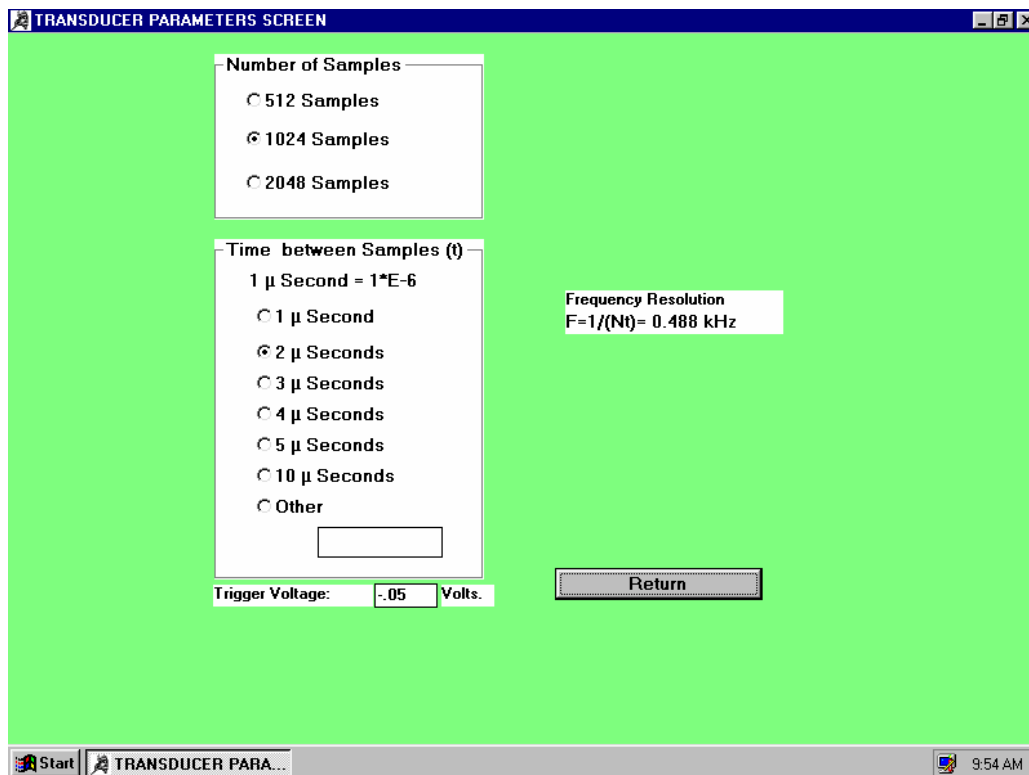 TRANSDUCER PARAMETERS SCREEN
Number of Samples
512 Samples
1024 Samples
2048 Samples
Time between Samples (t)
1 µ Second = 1*E-6
1 µ Second
2 µ Seconds
3 µ Seconds
4 µ Seconds
5 µ Seconds
10 µ Seconds
Other
Frequency Resolution
F=1/(Nt)= 0.488 kHz
Trigger Voltage: -.05 Volts.
Return
Start TRANSDUCER PARA... 9:54 AM